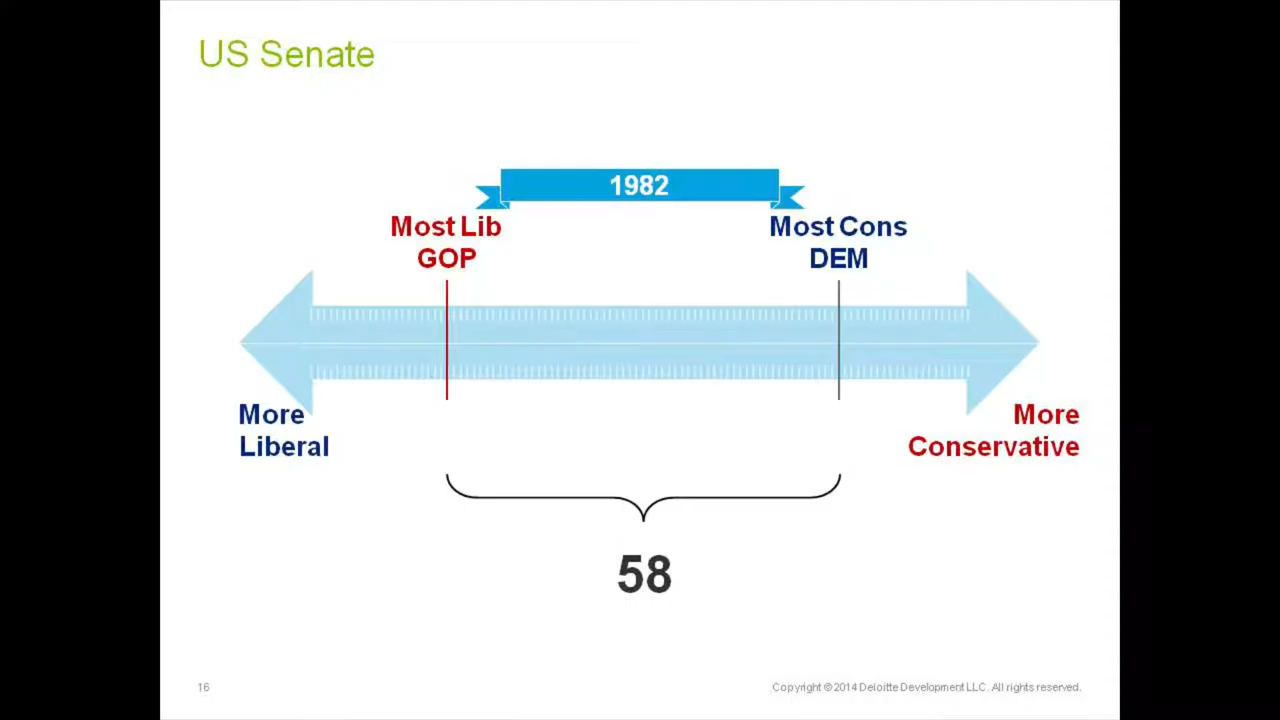 US Senate
1982
Most Lib
GOP
Most Cons
DEM
More
Liberal
More
Conservative
58
16
Copyright © 2014 Deloitte Development LLC. All rights reserved.